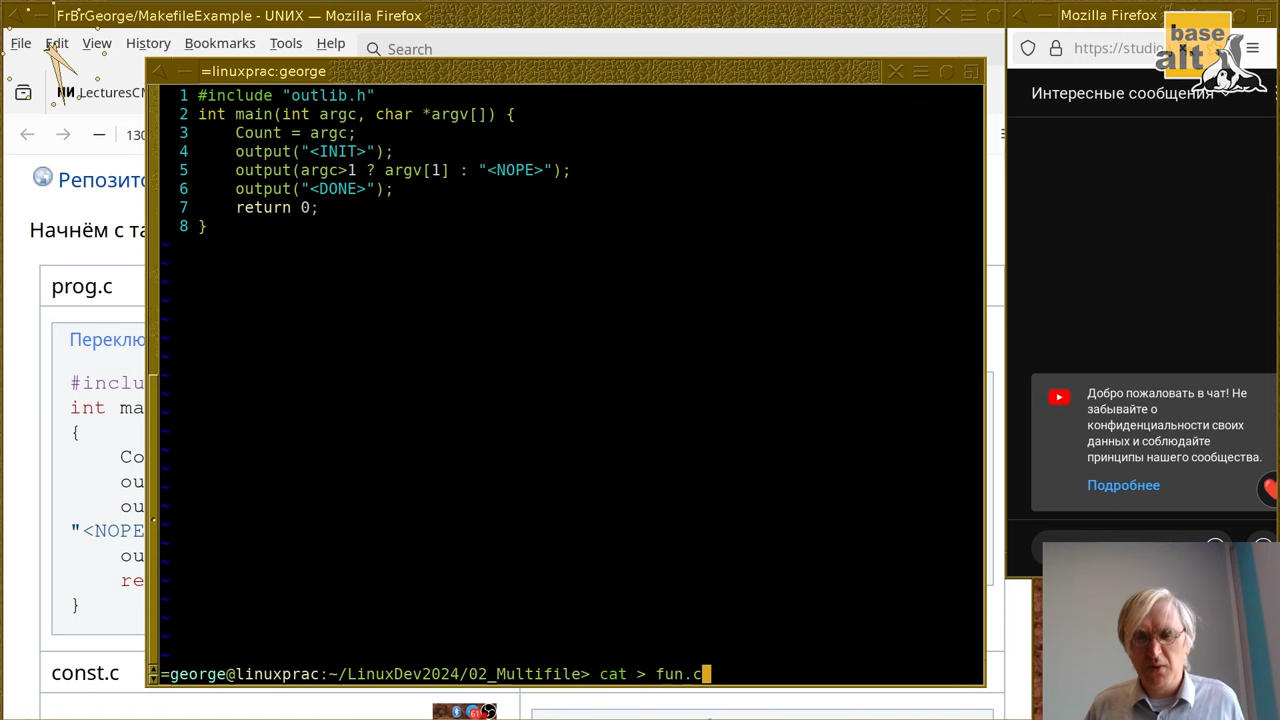 FrBrGeorge/MakefileExample - UNИX — Mozilla Firefox
Mozilla Firefox
File Edit View History Bookmarks Tools Help
Search
https://studio
base
alt
LecturesCM
=linuxprac:george
Интересные сообщения
1 #include "outlib.h"
2 int main(int argc, char *argv[]) {
3 Count = argc;
4 output("<INIT>");
5 output(argc>1 ? argv[1] : "<NOPE>");
6 output("<DONE>");
7 return 0;
8 }
130
Репозито
Начнём с та
prog.c
Переклю
#inclu
int ma
{
Co
ou
ou
"<NOPE
ou
re
}
const.c
Добро пожаловать в чат! Не
забывайте о
конфиденциальности своих
данных и соблюдайте
принципы нашего сообщества.
Подробнее
=george@linuxprac:~/LinuxDev2024/02_Multifile> cat > fun.c
61